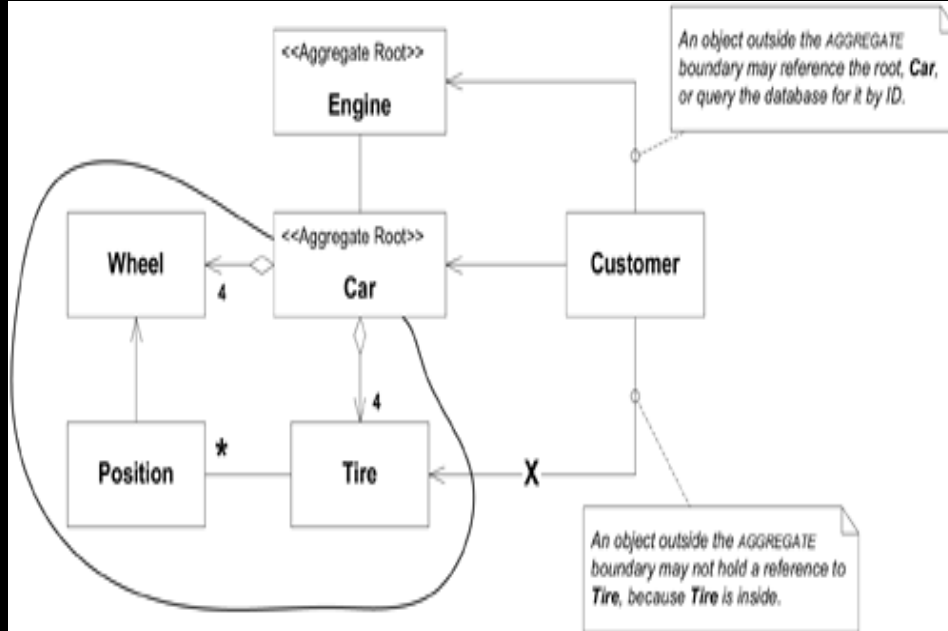 <<Aggregate Root>>
Engine
An object outside the AGGREGATE
boundary may reference the root, Car,
or query the database for it by ID.
Wheel
<<Aggregate Root>>
Car
Customer
4
4
Position
*
Tire
X
An object outside the AGGREGATE
boundary may not hold a reference to
Tire, because Tire is inside.